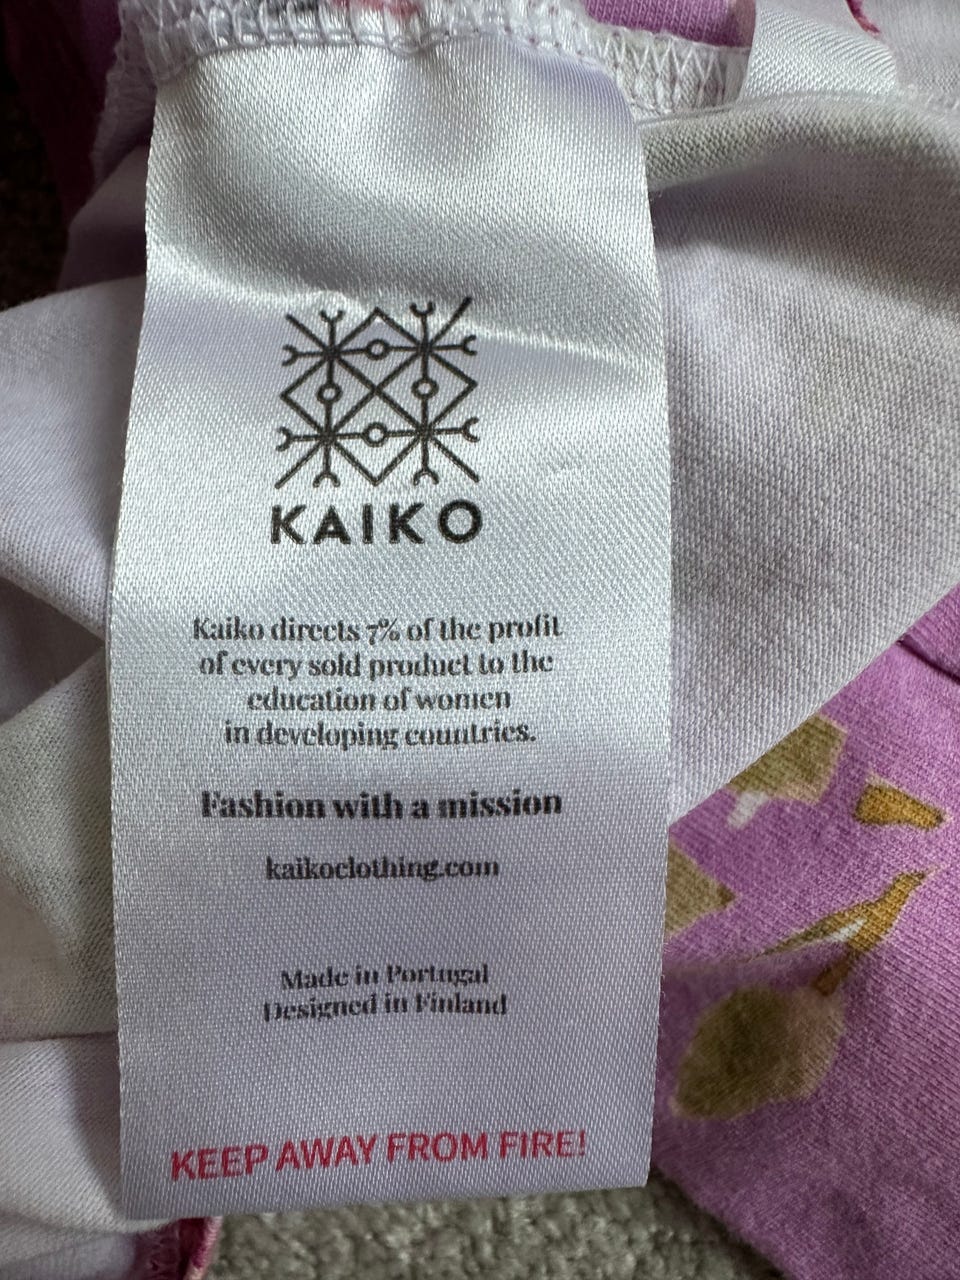 KAIKO
Kaiko directs 7% of the profit
of every sold product to the
education of women
in developing countries.
Fashion with a mission
kaikoclothing.com
Made in Portugal
Designed in Finland
KEEP AWAY FROM FIRE!